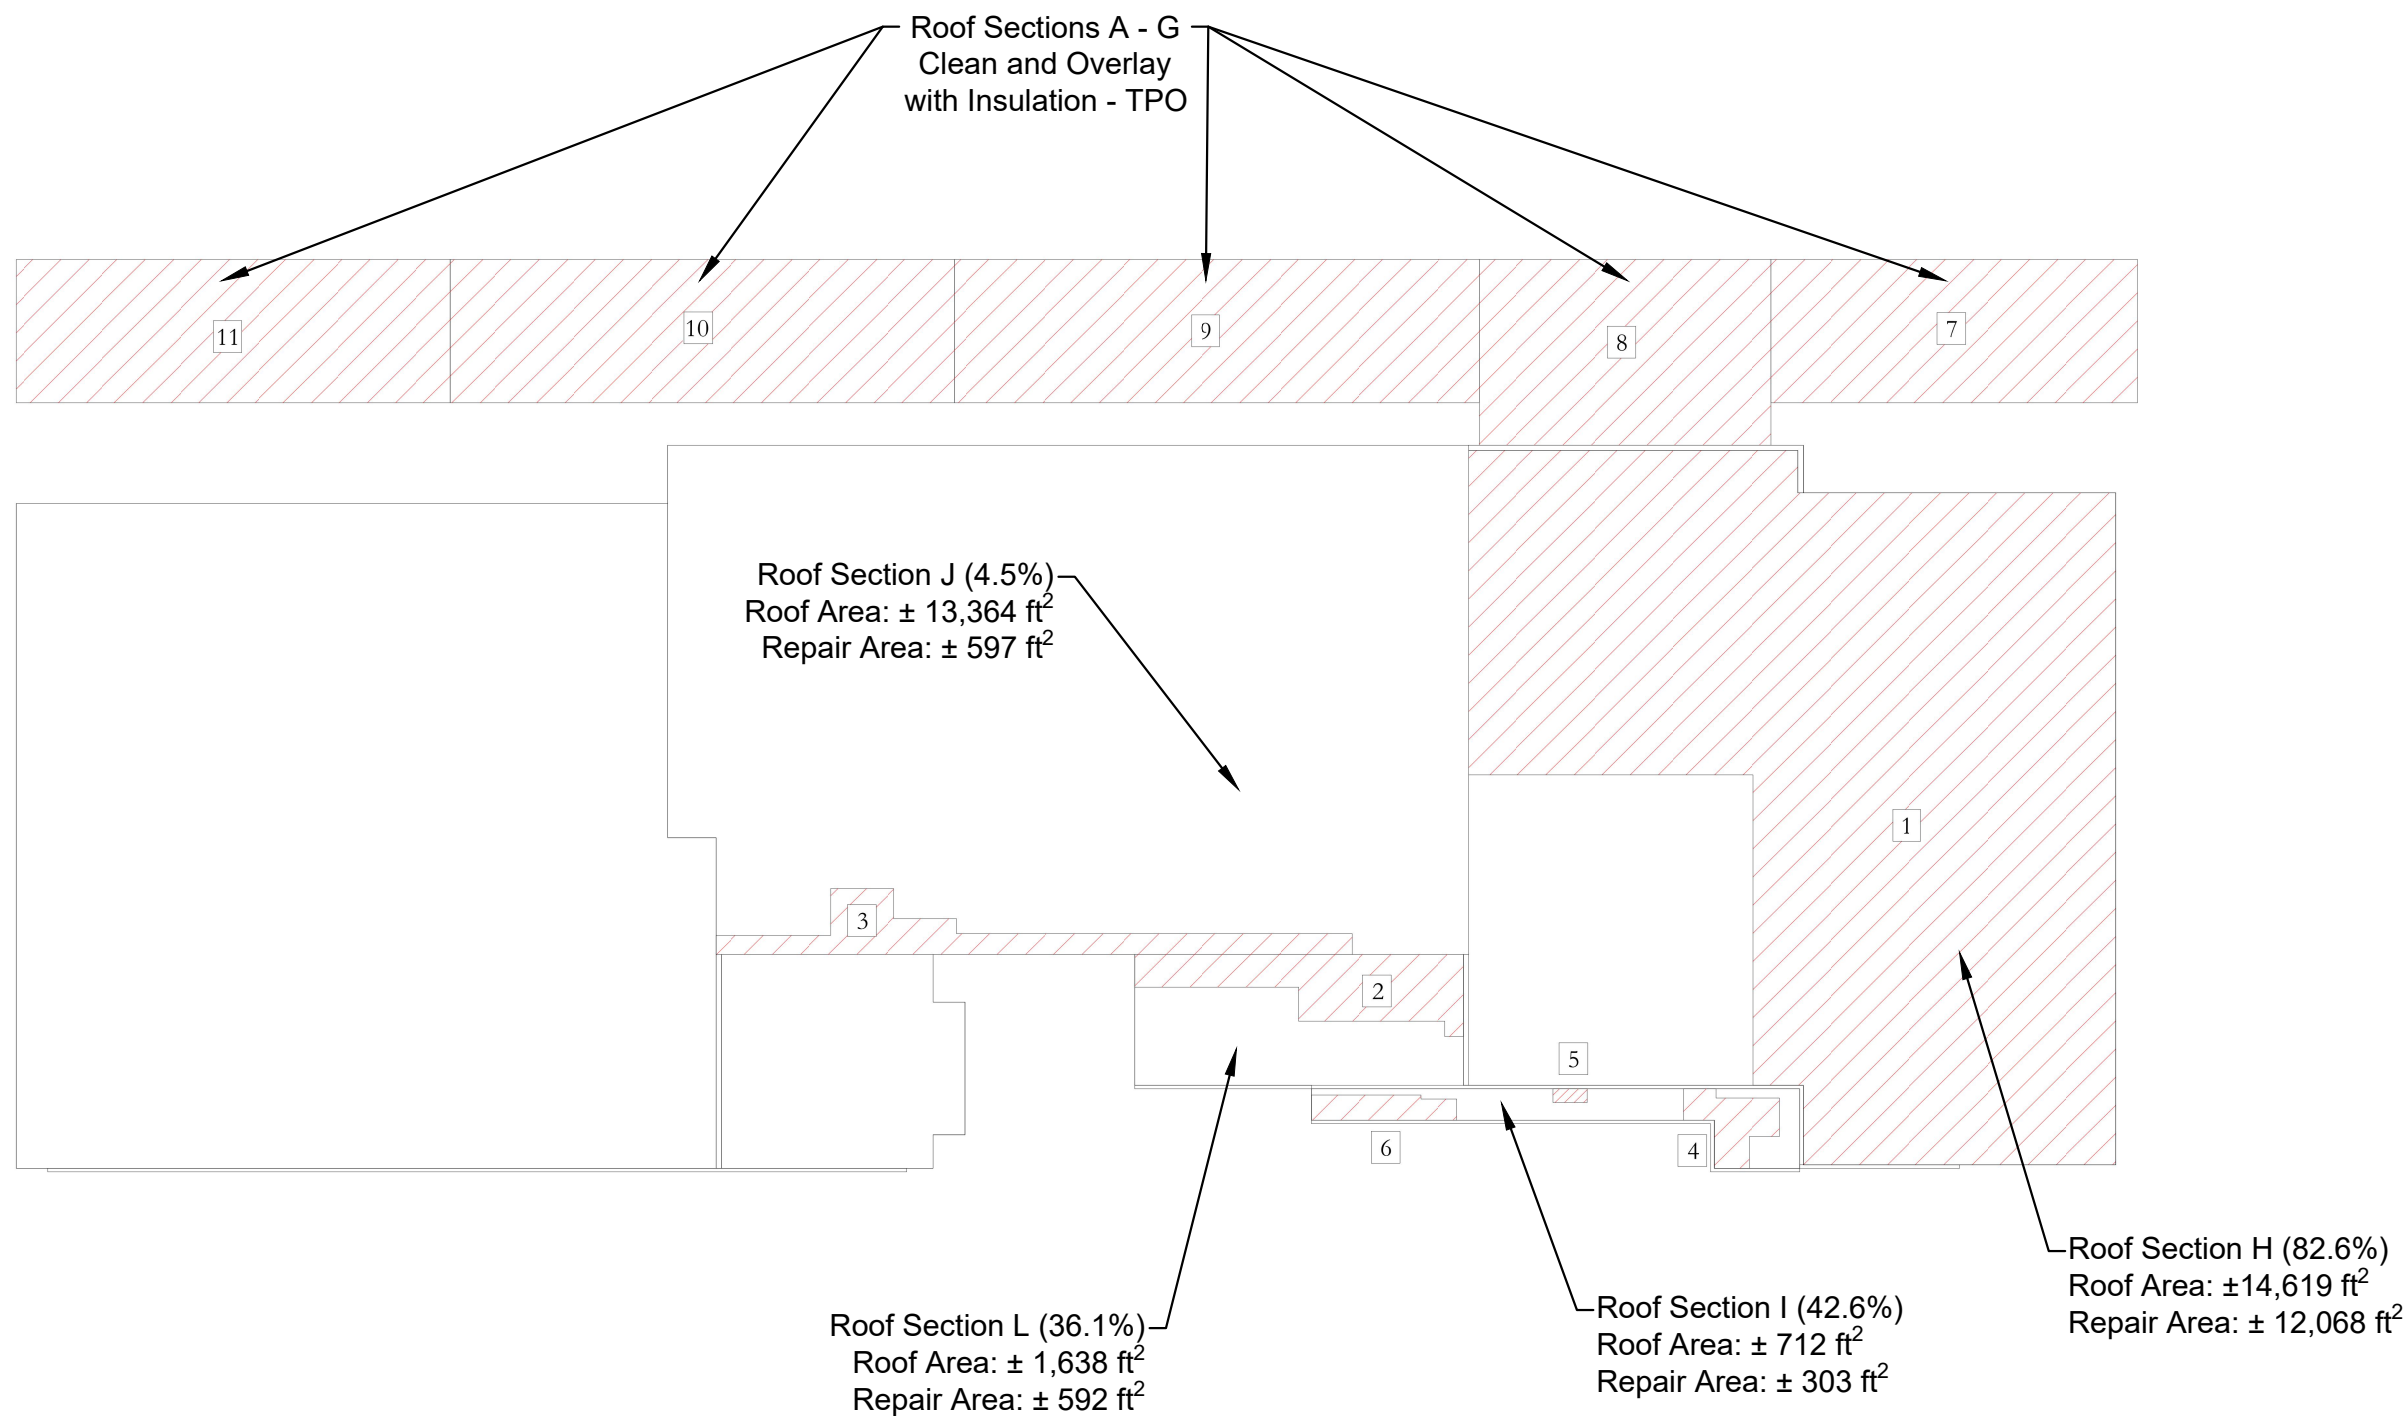 Roof Sections A - G
Clean and Overlay
with Insulation - TPO
11
10
9
8
7
Roof Section J (4.5%)
Roof Area: ± 13,364 ft²
Repair Area: ± 597 ft²
1
3
2
5
6
4
Roof Section H (82.6%)
Roof Area: ±14,619 ft²
Repair Area: ± 12,068 ft²
Roof Section I (42.6%)
Roof Area: ± 712 ft²
Repair Area: ± 303 ft²
Roof Section L (36.1%)
Roof Area: ± 1,638 ft²
Repair Area: ± 592 ft²